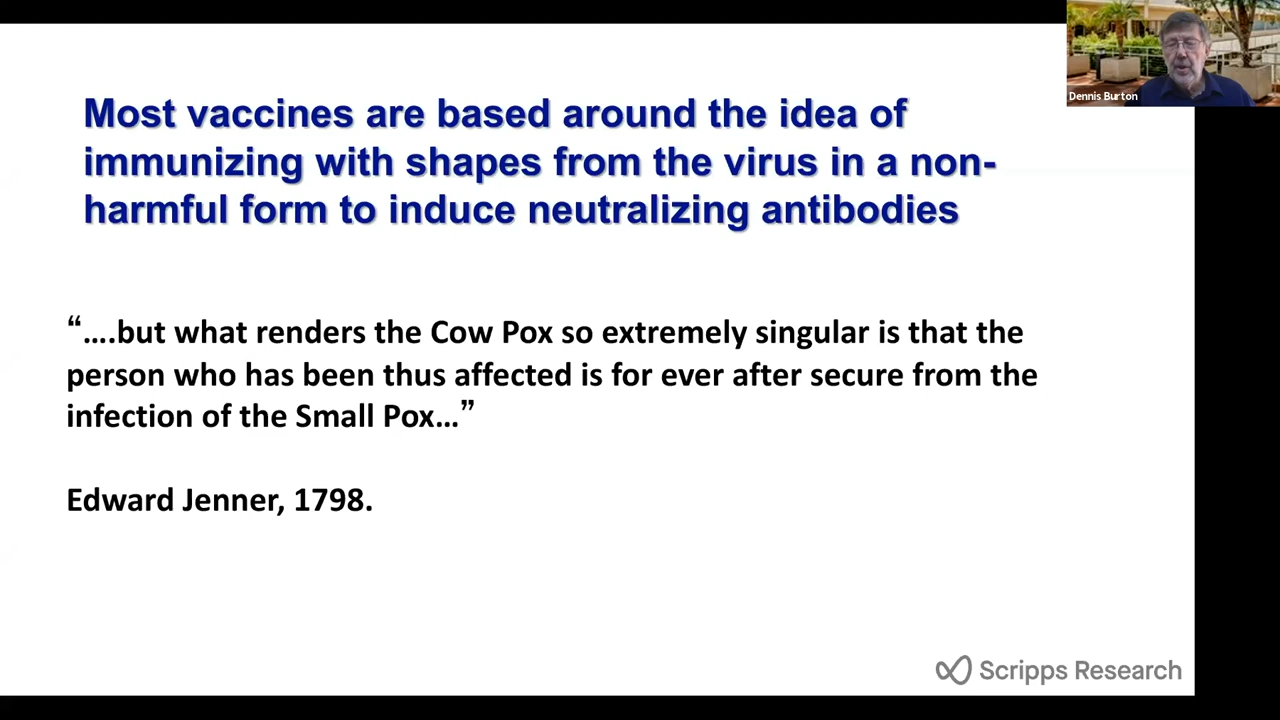 Dennis Burton
Most vaccines are based around the idea of
immunizing with shapes from the virus in a non-
harmful form to induce neutralizing antibodies
“….but what renders the Cow Pox so extremely singular is that the
person who has been thus affected is for ever after secure from the
infection of the Small Pox…”
Edward Jenner, 1798.
Scripps Research